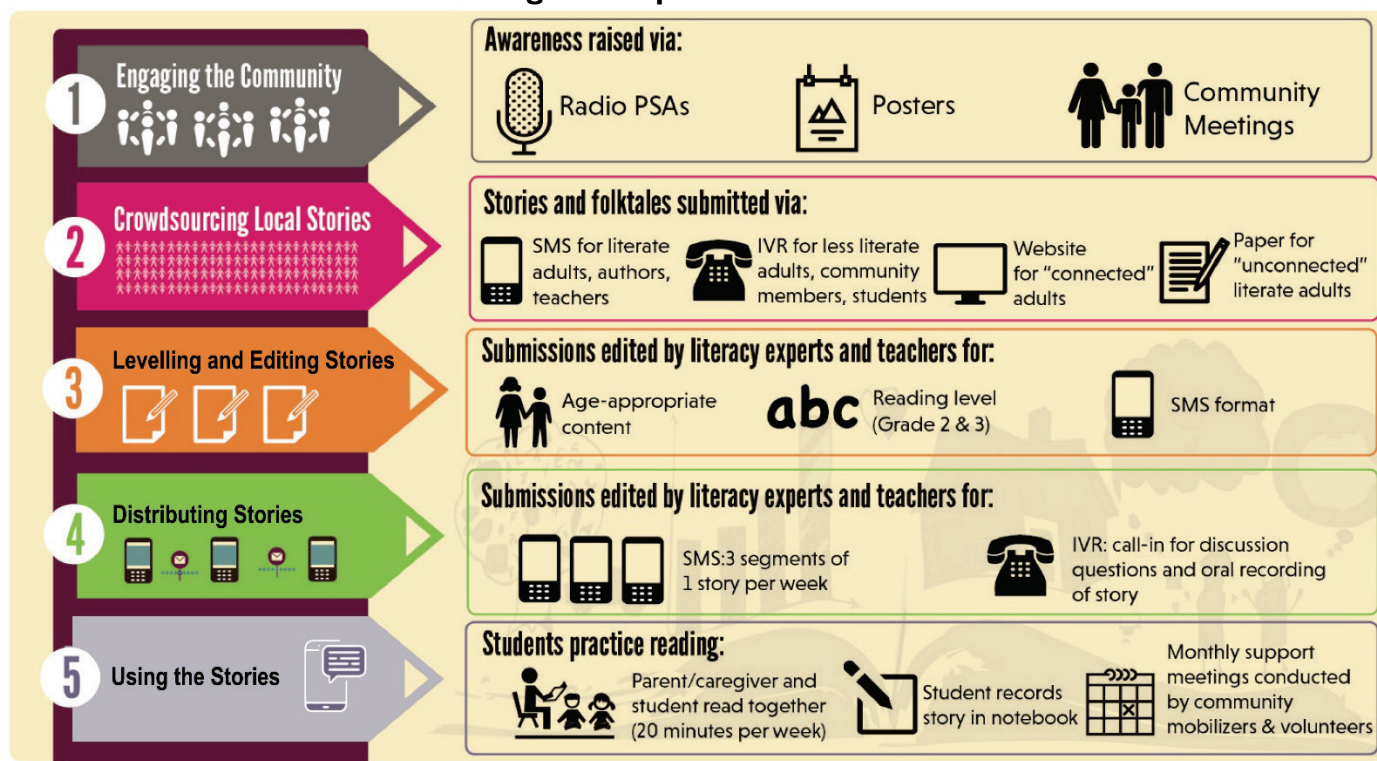 1
Engaging the Community
Awareness raised via:
Radio PSAs
Posters
Community
Meetings
2
Crowdsourcing Local Stories
Stories and folktales submitted via:
SMS for literate
adults, authors,
teachers
IVR for less literate
adults, community
members, students
Website
for "connected"
adults
Paper for
"unconnected"
literate adults
3
Levelling and Editing Stories
Submissions edited by literacy experts and teachers for:
Age-appropriate
content
abc
Reading level
(Grade 2 & 3)
SMS format
4
Distributing Stories
Submissions edited by literacy experts and teachers for:
SMS:3 segments of
1 story per week
IVR: call-in for discussion
questions and oral recording
of story
5
Using the Stories
Students practice reading:
Parent/caregiver and
student read together
(20 minutes per week)
Student records
story in notebook
Monthly support
meetings conducted
by community
mobilizers & volunteers